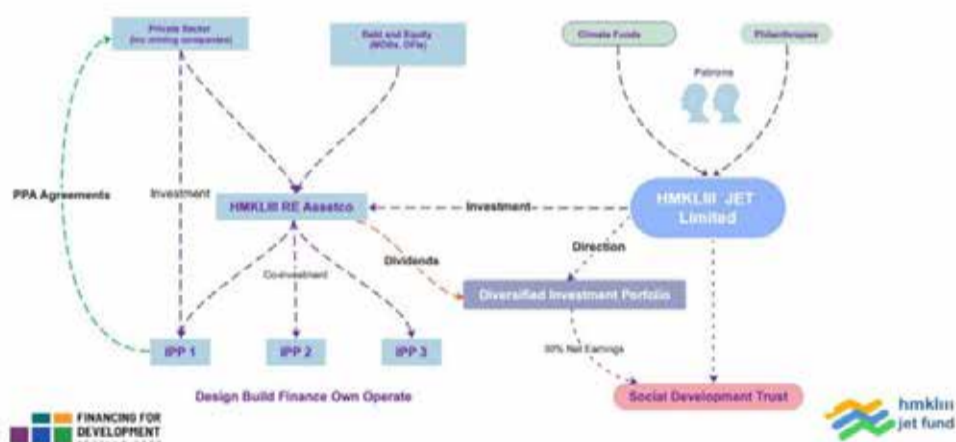 Private Sector
(inc mining companies)
Debt and Equity
(MDBs, DFIs)
Climate Funds
Philanthropies
Patrons
PPA Agreements
Investment
HMKLIII RE Assetco
Investment
HMKLIII JET
Limited
Direction
Dividends
Co-investment
Diversified Investment Porfolio
IPP 1
IPP 2
IPP 3
Net Earnings
Design Build Finance Own Operate
Social Development Trust
FINANCING FOR
DEVELOPMENT
hmkliii
jet fund